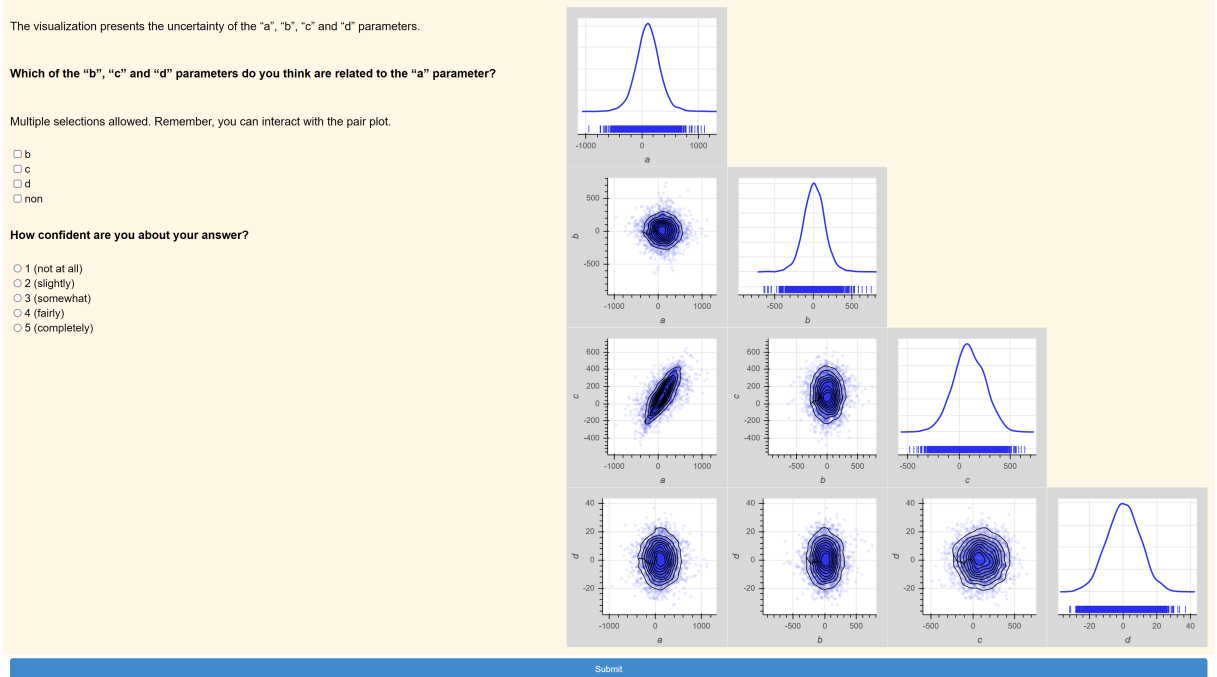 The visualization presents the uncertainty of the “a”, “b”, “c” and “d” parameters.
Which of the “b”, “c” and “d” parameters do you think are related to the “a” parameter?
Multiple selections allowed. Remember, you can interact with the pair plot.
b
c
d
non
How confident are you about your answer?
1 (not at all)
2 (slightly)
3 (somewhat)
4 (fairly)
5 (completely)
-1000 0 1000
a
500
0
-500
b
-1000 0 1000
a
-500 0 500
b
600
400
200
0
-200
-400
c
-1000 0 1000
a
600
400
200
0
-200
-400
c
-500 0 500
b
-500 0 500
c
40
20
0
-20
d
-1000 0 1000
a
40
20
0
-20
d
-500 0 500
b
40
20
0
-20
d
-500 0 500
c
-20 0 20 40
d
Submit